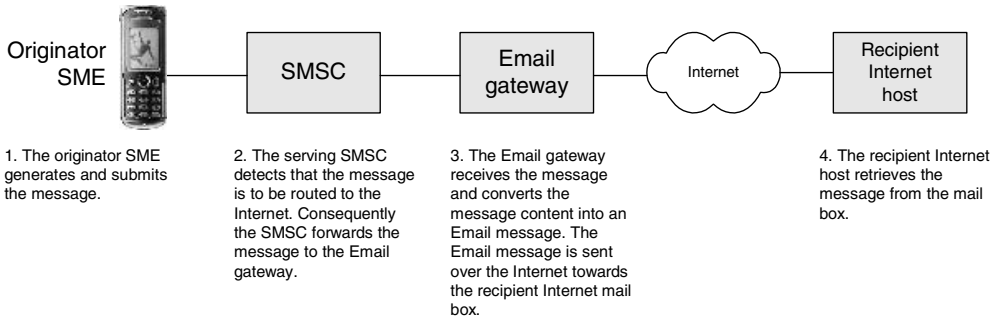 Originator
SME
SMSC
Email
gateway
Internet
Recipient
Internet
host
1. The originator SME
generates and submits
the message.
2. The serving SMSC
detects that the message
is to be routed to the
Internet. Consequently
the SMSC forwards the
message to the Email
gateway.
3. The Email gateway
receives the message
and converts the
message content into an
Email message. The
Email message is sent
over the Internet towards
the recipient Internet mail
box.
4. The recipient Internet
host retrieves the
message from the mail
box.